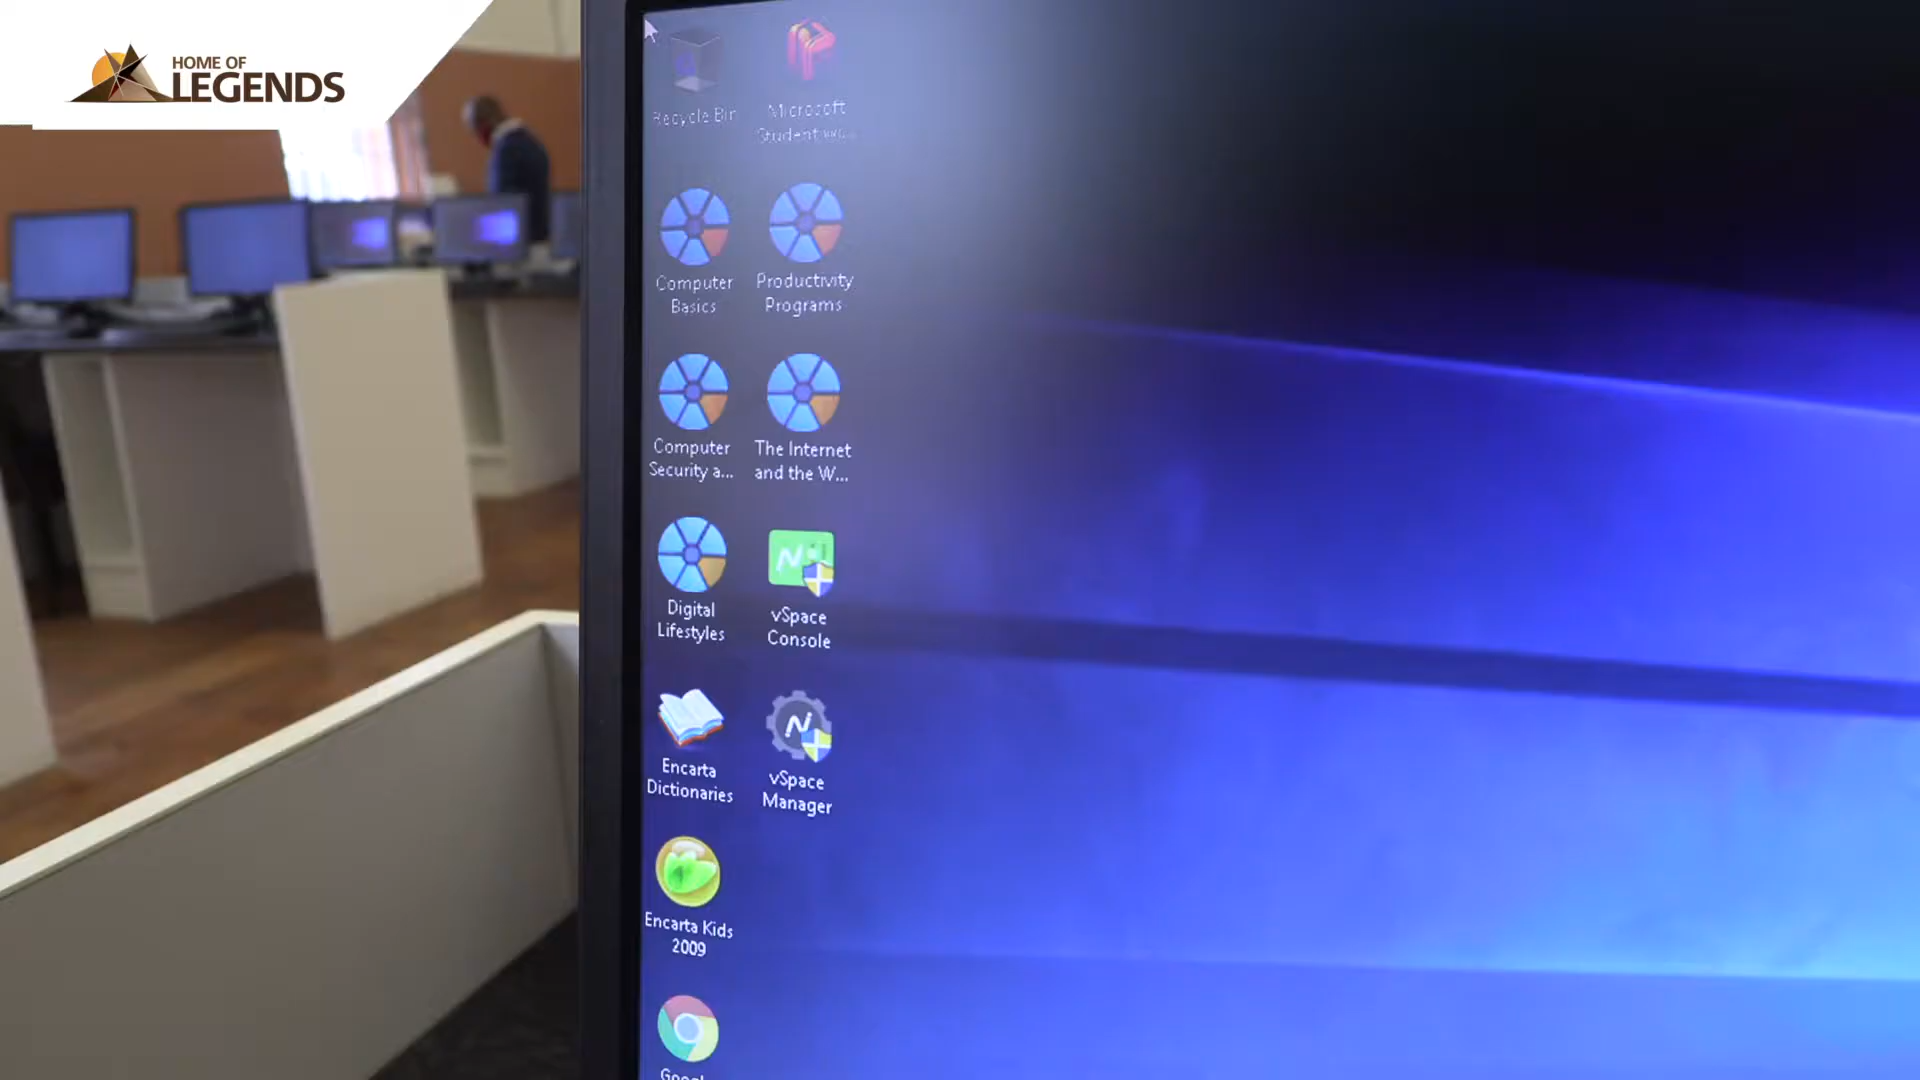 HOME OF
LEGENDS
Recycle Bin
Microsoft
Student
Computer
Basics
Productivity
Programs
Computer
Security a...
The Internet
and the W...
Digital
Lifestyles
vSpace
Console
Encarta
Dictionaries
vSpace
Manager
Encarta Kids
2009